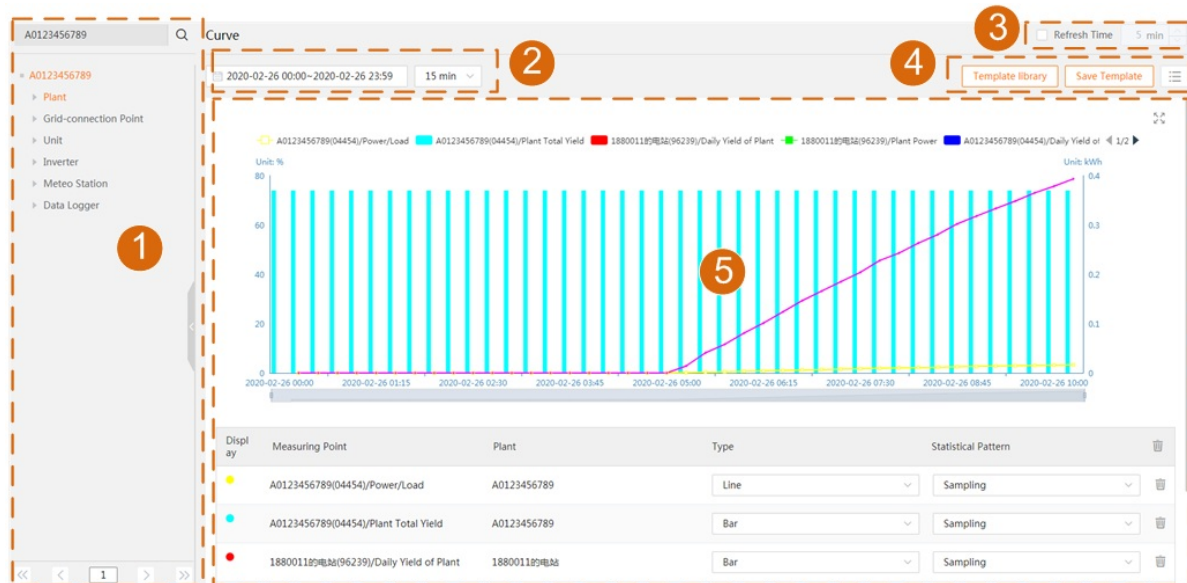 A0123456789
Curve
3
Refresh Time
5 min
2020-02-26 00:00~2020-02-26 23:59
15 min
2
4
Template library
Save Template
A0123456789
Plant
Grid-connection Point
Unit
Inverter
Meteo Station
Data Logger
1
A0123456789(04454)/Power/Load
A0123456789(04454)/Plant Total Yield
1880011的电站(96239)/Daily Yield of Plant
1880011的电站(96239)/Plant Power
A0123456789(04454)/Daily Yield of
1/2
Unit: %
Unit: kWh
80
60
40
20
0
0.4
0.3
0.2
0.1
0
5
2020-02-26 00:00
2020-02-26 01:15
2020-02-26 02:30
2020-02-26 03:45
2020-02-26 05:00
2020-02-26 06:15
2020-02-26 07:30
2020-02-26 08:45
2020-02-26 10:00
Displ
ay
Measuring Point
Plant
Type
Statistical Pattern
A0123456789(04454)/Power/Load
A0123456789
Line
Sampling
A0123456789(04454)/Plant Total Yield
A0123456789
Bar
Sampling
1880011的电站(96239)/Daily Yield of Plant
1880011的电站
Bar
Sampling
1